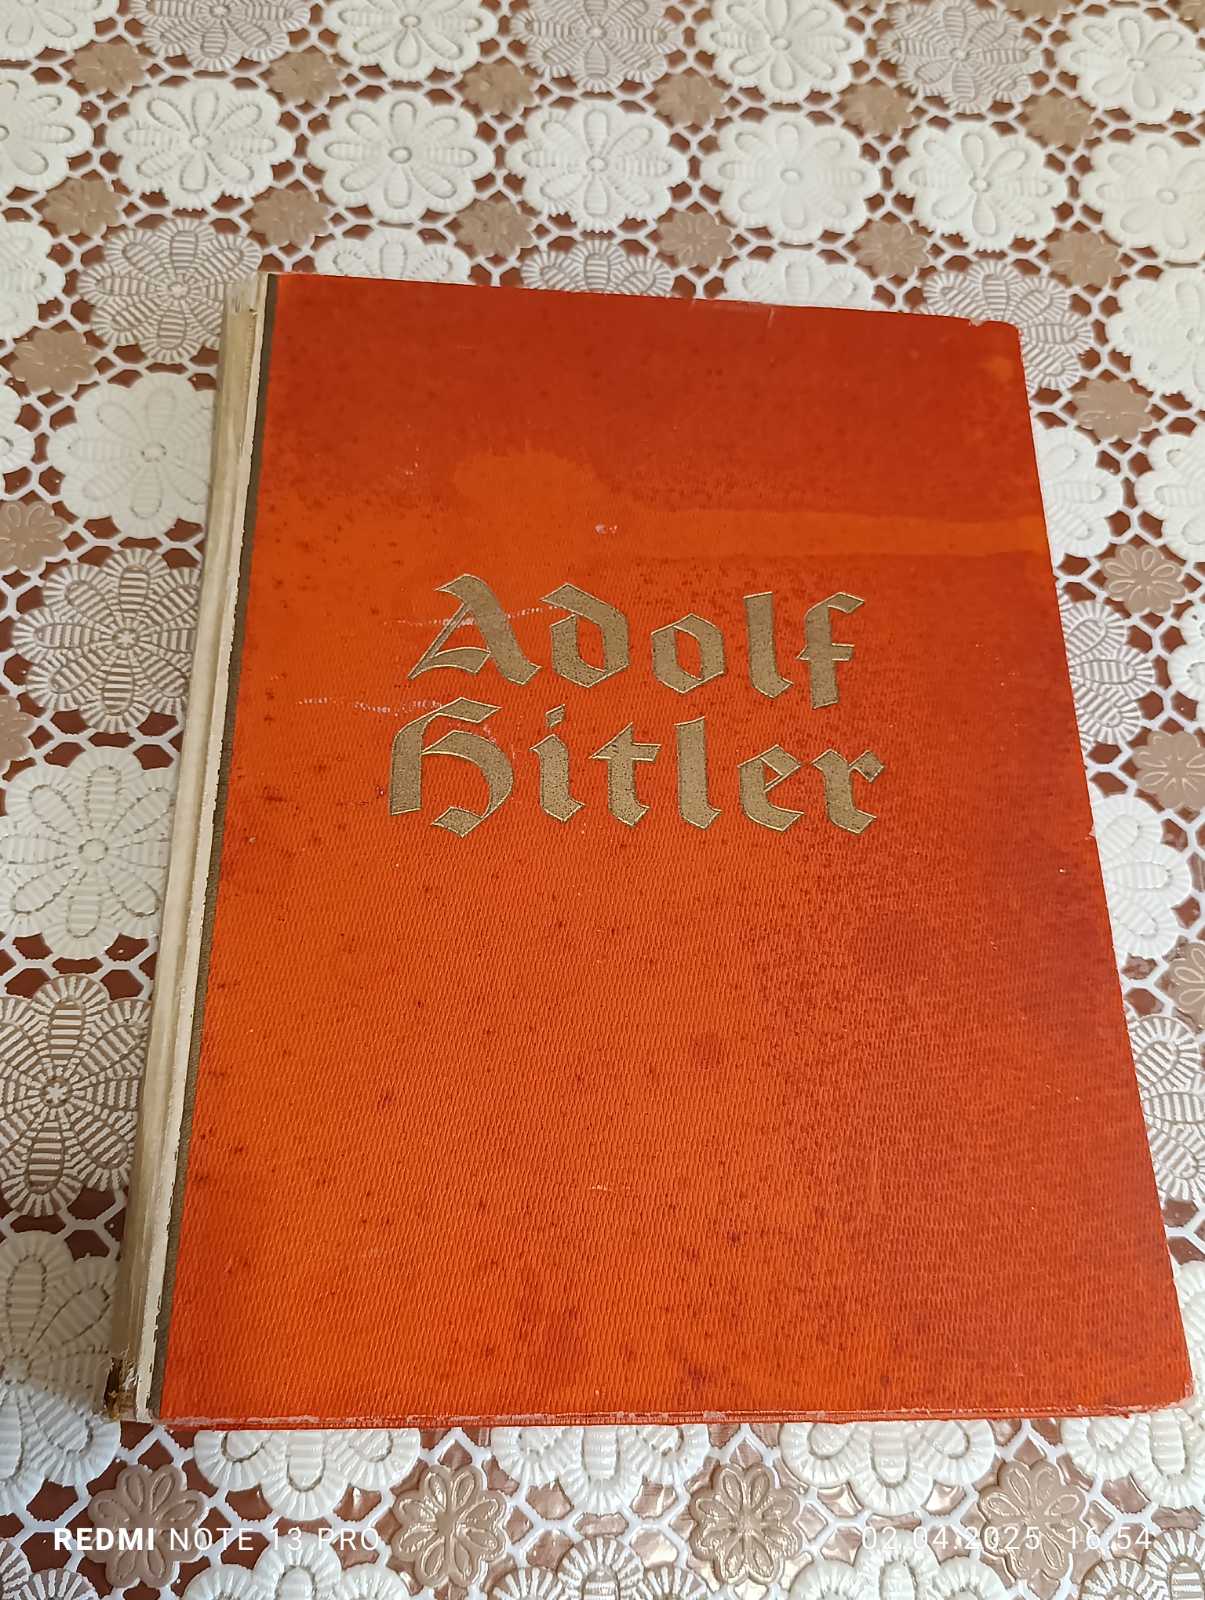 Adolf
Hitler
REDMI NOTE 13 PRO
02.04.2025 16:54